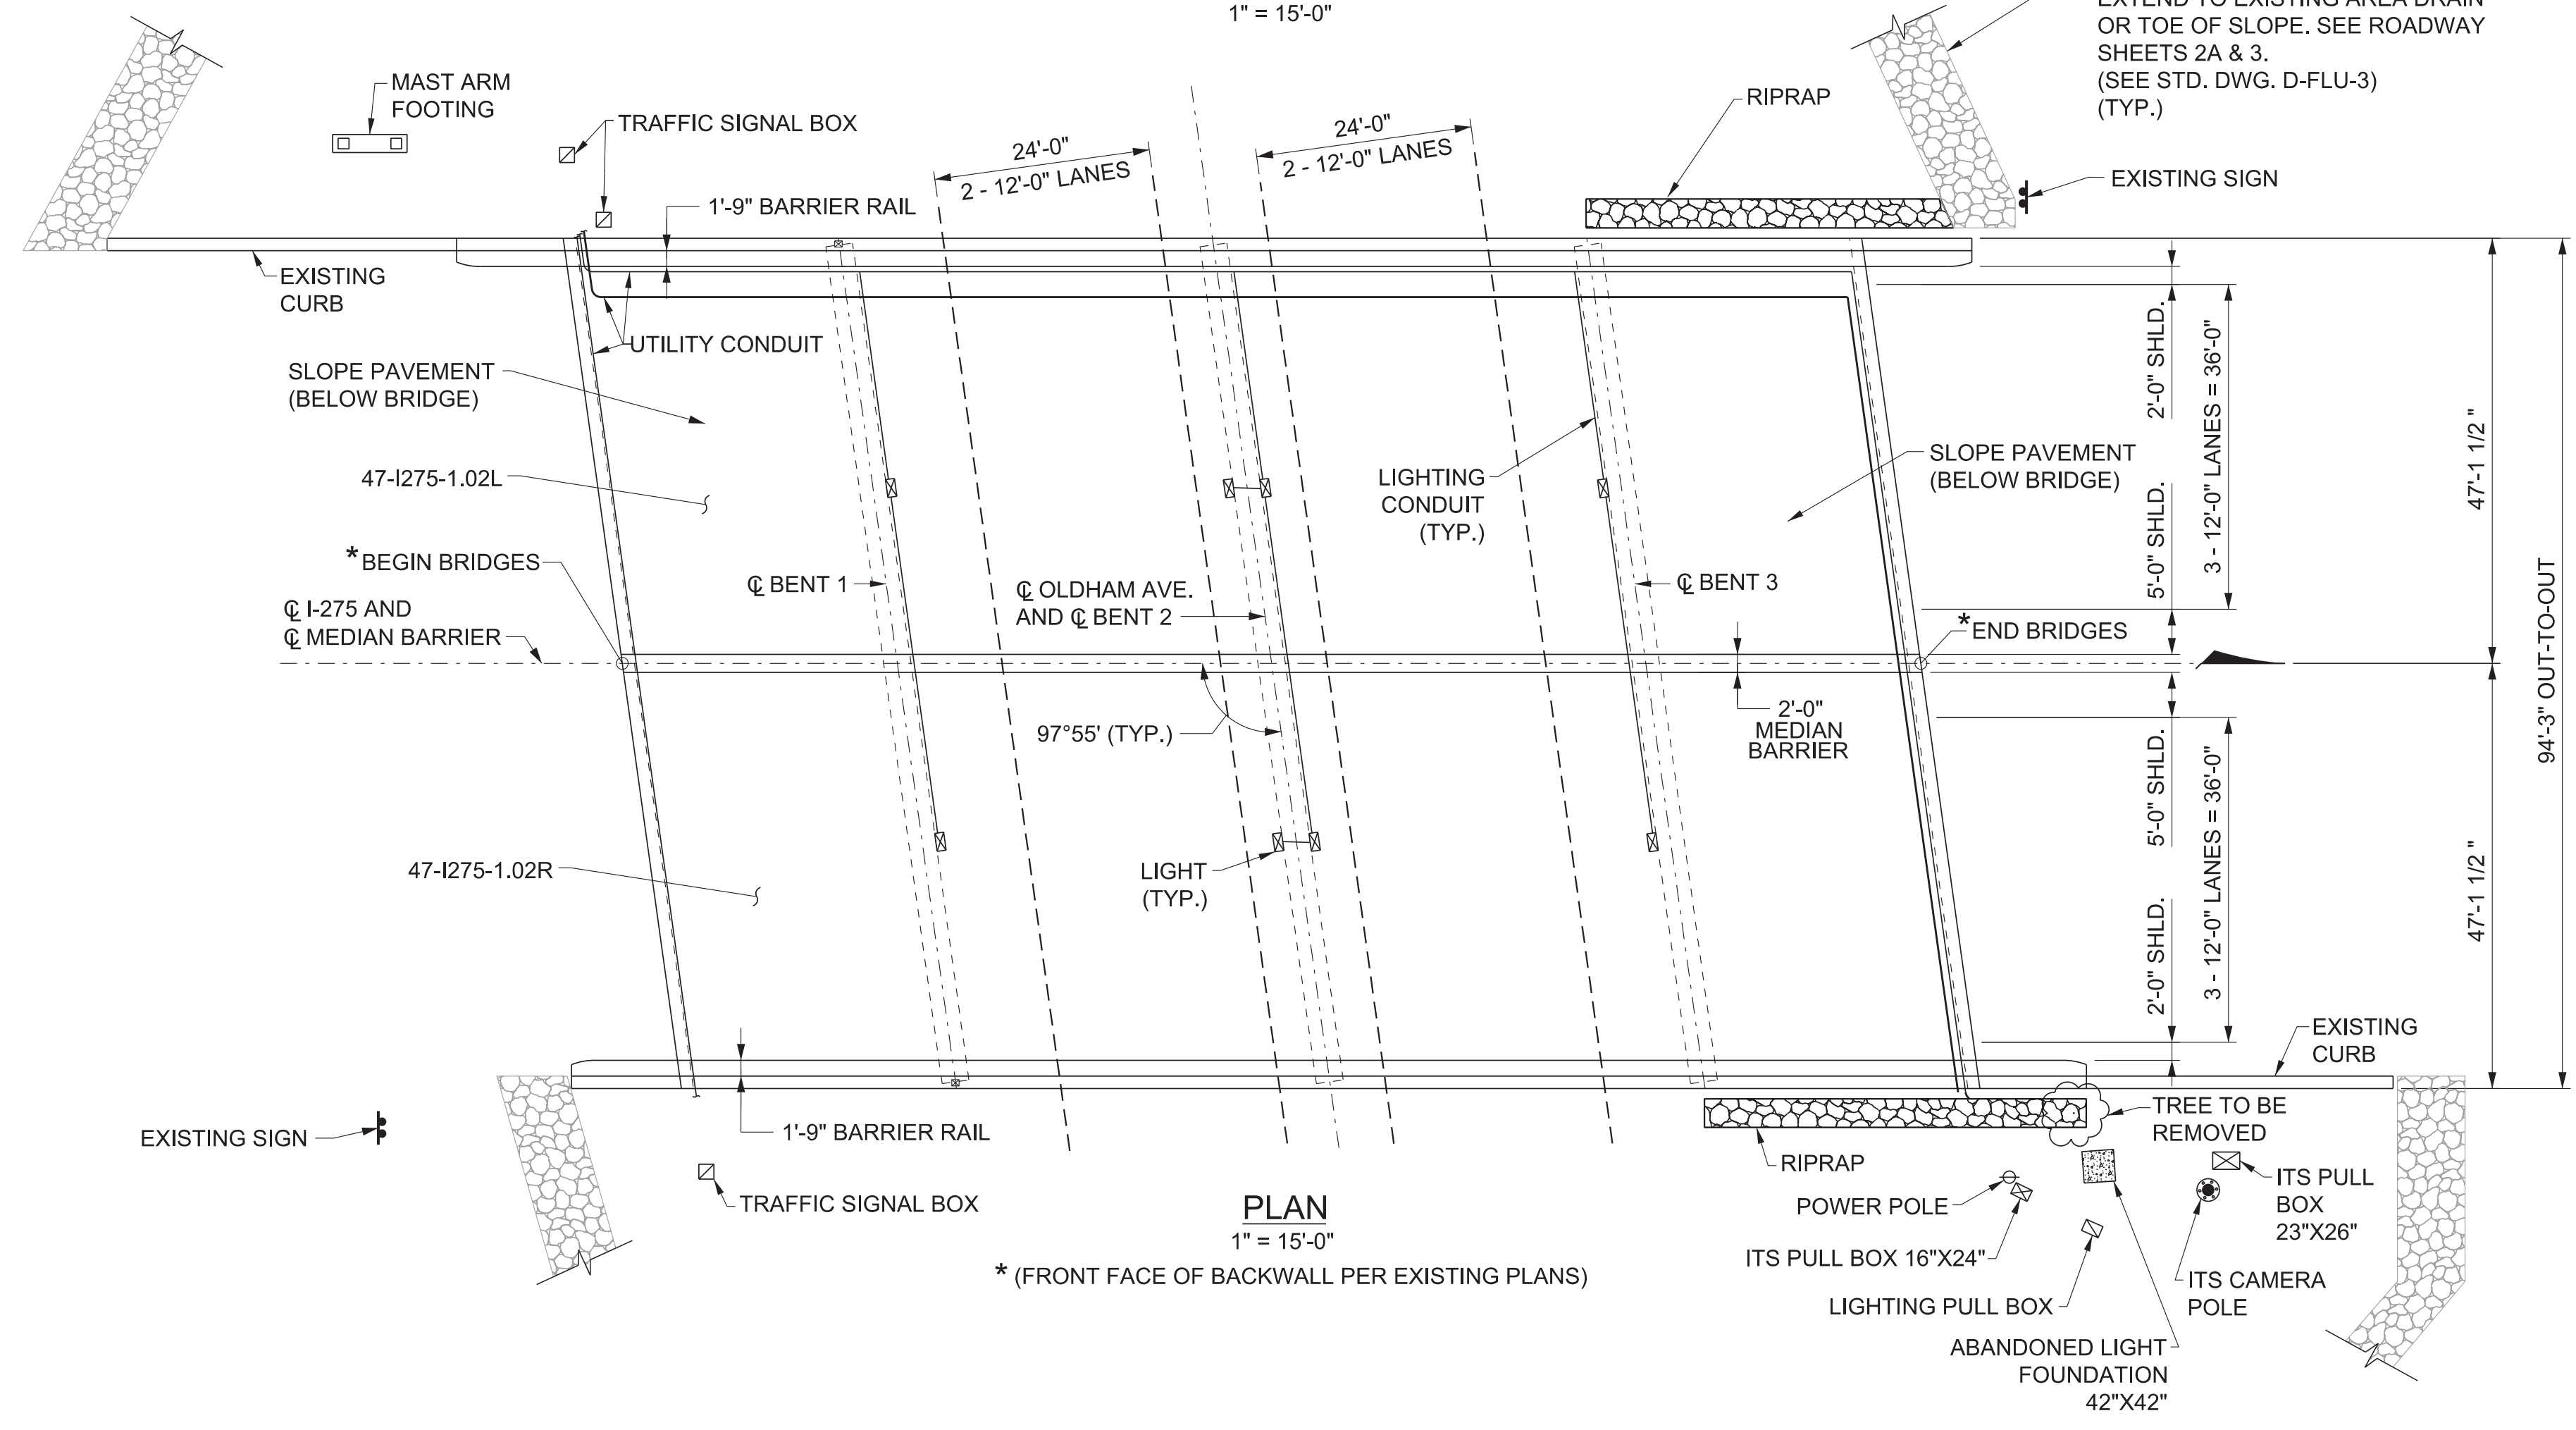 1" = 15'-0"
EXTEND TO EXISTING AREA DRAIN
OR TOE OF SLOPE. SEE ROADWAY
SHEETS 2A & 3.
(SEE STD. DWG. D-FLU-3)
(TYP.)
MAST ARM
FOOTING
TRAFFIC SIGNAL BOX
24'-0"
2 - 12'-0" LANES
24'-0"
2 - 12'-0" LANES
RIPRAP
EXISTING SIGN
1'-9" BARRIER RAIL
EXISTING
CURB
UTILITY CONDUIT
SLOPE PAVEMENT
(BELOW BRIDGE)
47-I275-1.02L
*BEGIN BRIDGES
℄ I-275 AND
℄ MEDIAN BARRIER
℄ BENT 1
℄ OLDHAM AVE.
AND ℄ BENT 2
LIGHTING
CONDUIT
(TYP.)
℄ BENT 3
SLOPE PAVEMENT
(BELOW BRIDGE)
*END BRIDGES
2'-0" SHLD.
3 - 12'-0" LANES = 36'-0"
5'-0" SHLD.
47'-1 1/2 "
94'-3" OUT-TO-OUT
97°55' (TYP.)
2'-0"
MEDIAN
BARRIER
5'-0" SHLD.
3 - 12'-0" LANES = 36'-0"
2'-0" SHLD.
47'-1 1/2 "
47-I275-1.02R
LIGHT
(TYP.)
EXISTING
CURB
EXISTING SIGN
1'-9" BARRIER RAIL
TRAFFIC SIGNAL BOX
RIPRAP
TREE TO BE
REMOVED
POWER POLE
ITS PULL
BOX
23"X26"
ITS PULL BOX 16"X24"
LIGHTING PULL BOX
ITS CAMERA
POLE
ABANDONED LIGHT
FOUNDATION
42"X42"
PLAN
1" = 15'-0"
* (FRONT FACE OF BACKWALL PER EXISTING PLANS)